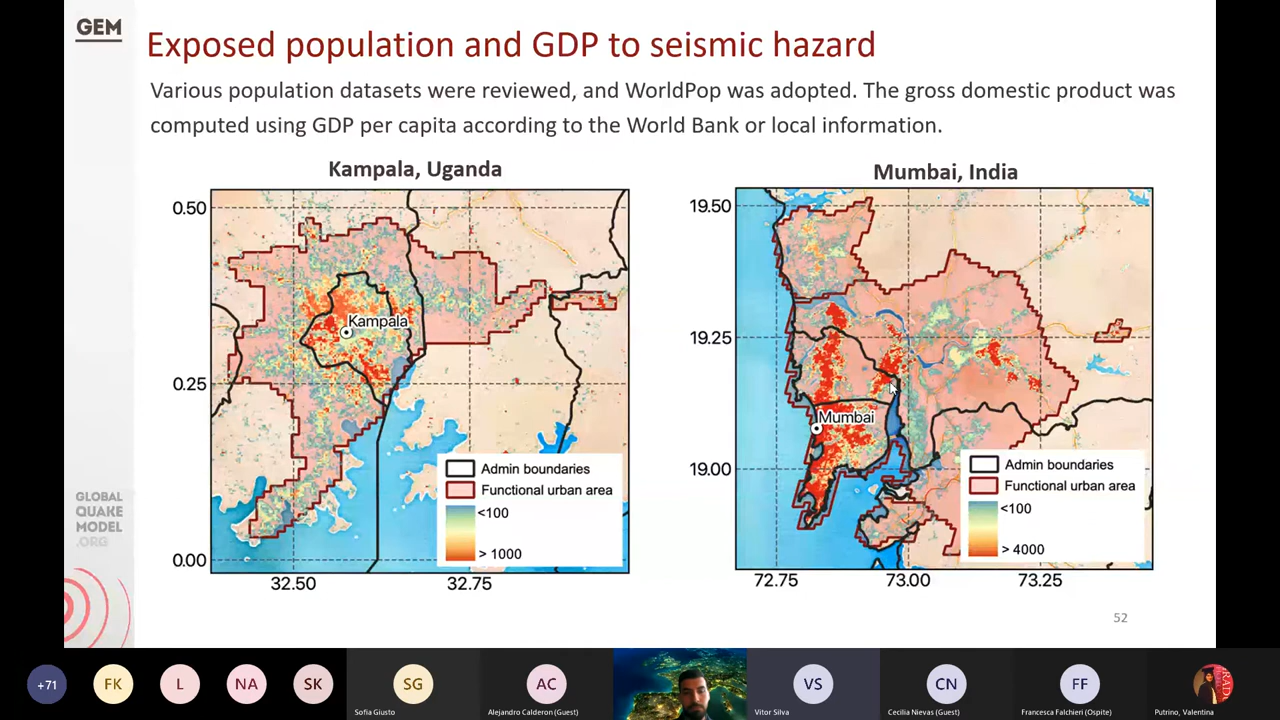 GEM
Exposed population and GDP to seismic hazard
Various population datasets were reviewed, and WorldPop was adopted. The gross domestic product was
computed using GDP per capita according to the World Bank or local information.
Kampala, Uganda
0.50
0.25
0.00
32.50
32.75
Kampala
Admin boundaries
Functional urban area
<100
> 1000
Mumbai, India
19.50
19.25
19.00
72.75
73.00
73.25
Mumbai
Admin boundaries
Functional urban area
<100
> 4000
GLOBAL
QUAKE
MODEL
.ORG
52
+71
FK
L
NA
SK
SG
Sofia Giusto
AC
Alejandro Calderon (Guest)
VS
Vitor Silva
CN
Cecilia Nievas (Guest)
FF
Francesca Falchieri (Ospite)
Putrino, Valentina